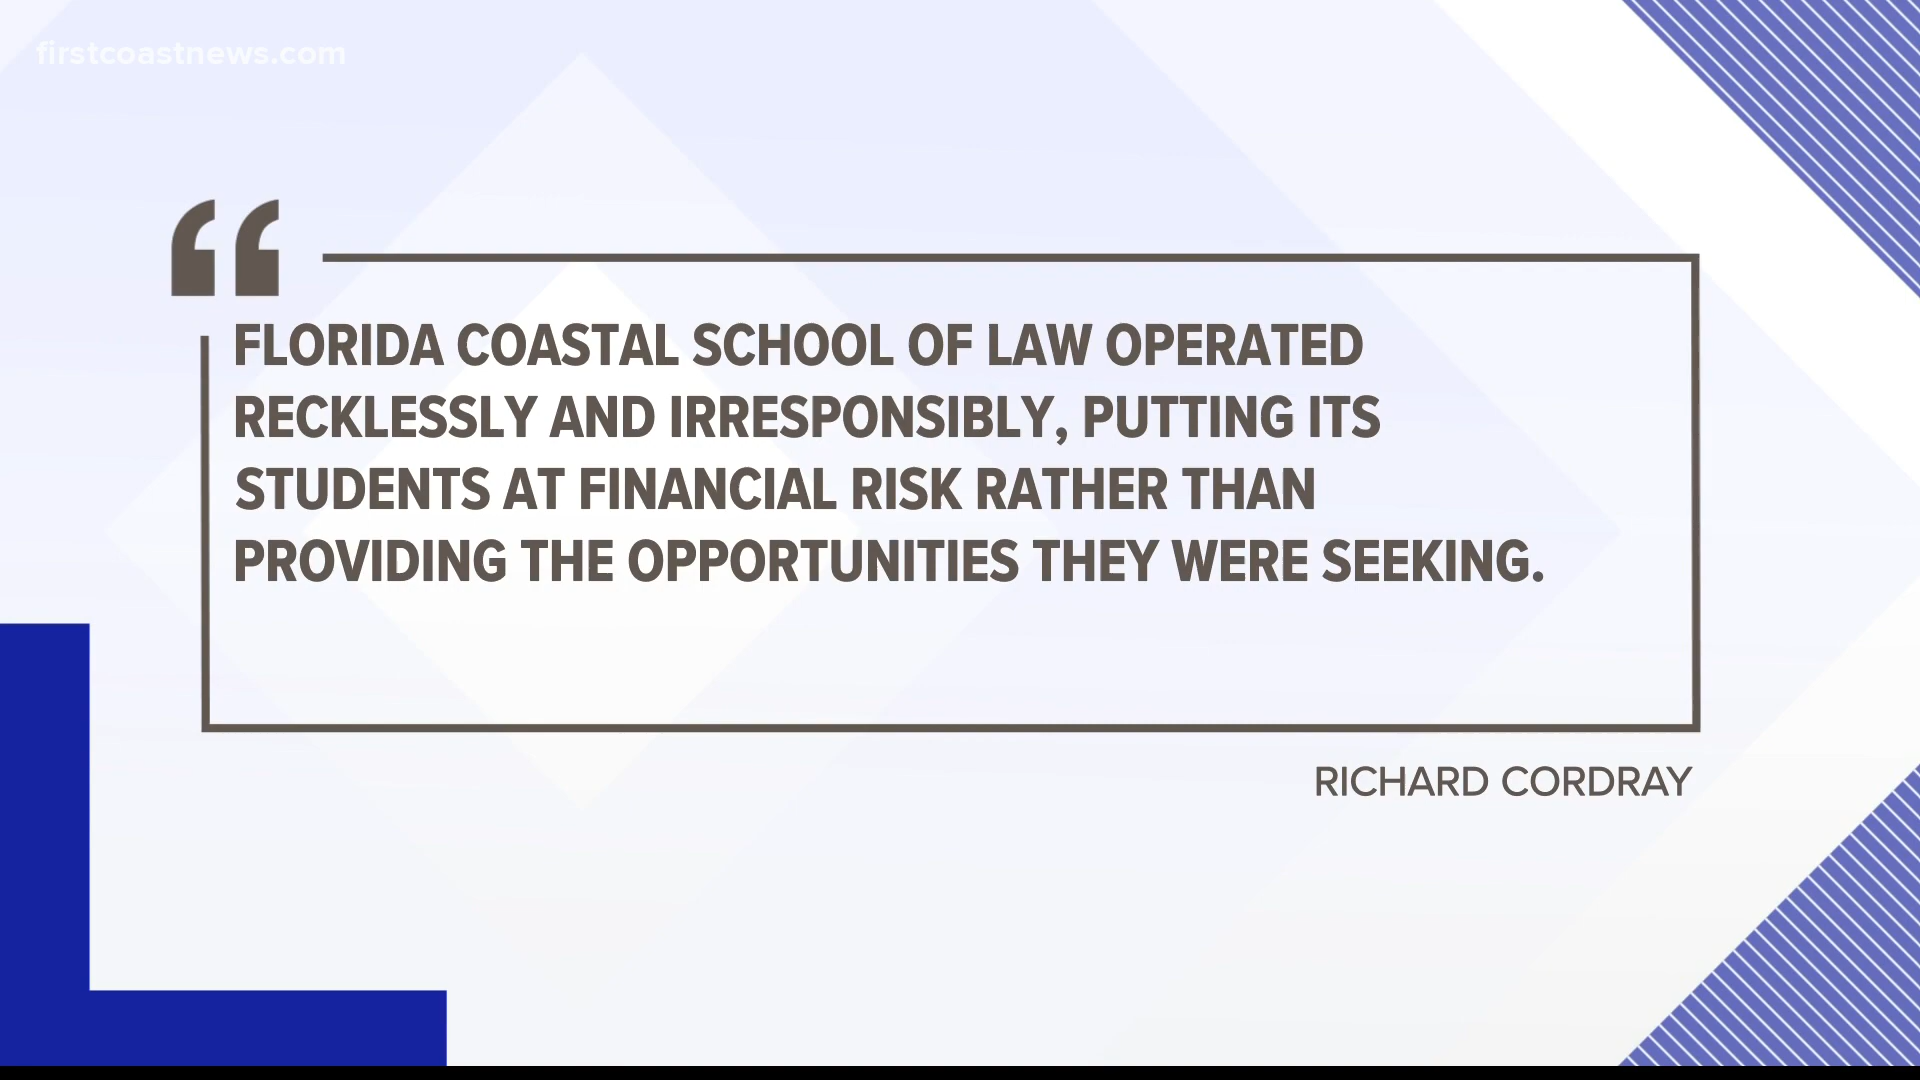 firstcoastnews.com
“
FLORIDA COASTAL SCHOOL OF LAW OPERATED
RECKLESSLY AND IRRESPONSIBLY, PUTTING ITS
STUDENTS AT FINANCIAL RISK RATHER THAN
PROVIDING THE OPPORTUNITIES THEY WERE SEEKING.
RICHARD CORDRAY